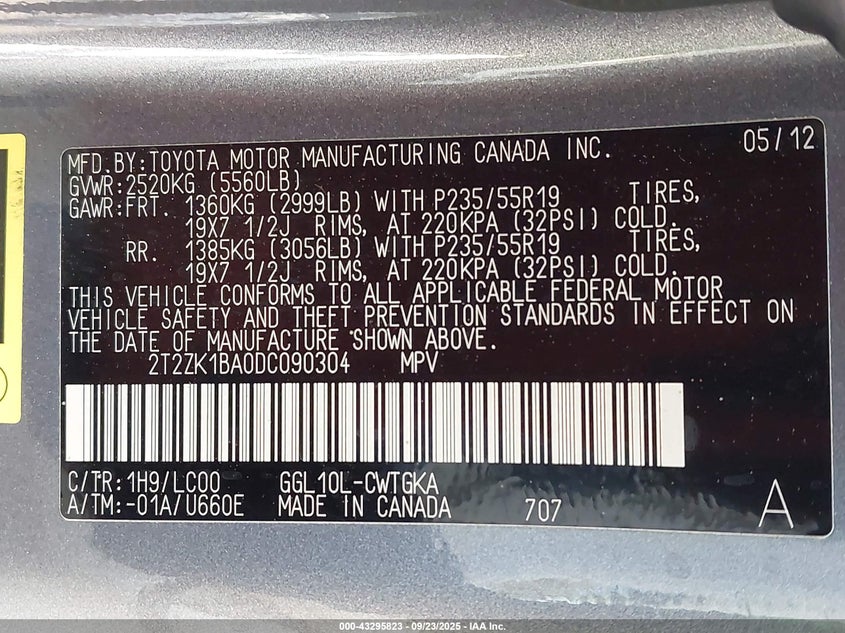 MFD.BY:TOYOTA MOTOR MANUFACTURING CANADA INC. 05/12
GVWR:2520KG (5560LB)
GAWR:FRT. 1360KG (2999LB) WITH P235/55R19 TIRES,
19X7 1/2J RIMS, AT 220KPA (32PSI) COLD.
RR. 1385KG (3056LB) WITH P235/55R19 TIRES,
19X7 1/2J RIMS, AT 220KPA (32PSI) COLD.
THIS VEHICLE CONFORMS TO ALL APPLICABLE FEDERAL MOTOR
VEHICLE SAFETY AND THEFT PREVENTION STANDARDS IN EFFECT ON
THE DATE OF MANUFACTURE SHOWN ABOVE.
2T2ZK1BA0DC090304 MPV
C/TR:1H9/LC00 GGL10L-CWTGKA
A/TM:-01A/U660E MADE IN CANADA 707 A
000-43295823 - 09/23/2025 - IAA Inc.